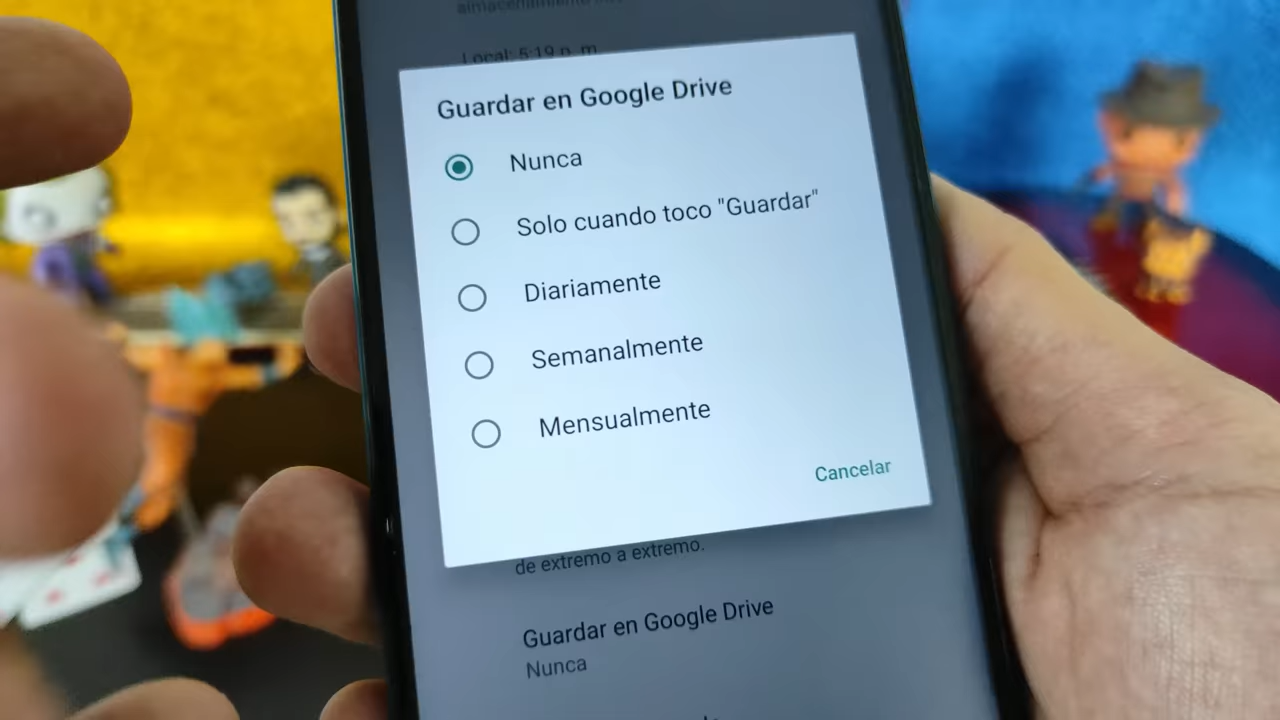 almacenamiento
Local: 5:19 p. m
Guardar en Google Drive
Nunca
Solo cuando toco "Guardar"
Diariamente
Semanalmente
Mensualmente
Cancelar
de extremo a extremo.
Guardar en Google Drive
Nunca